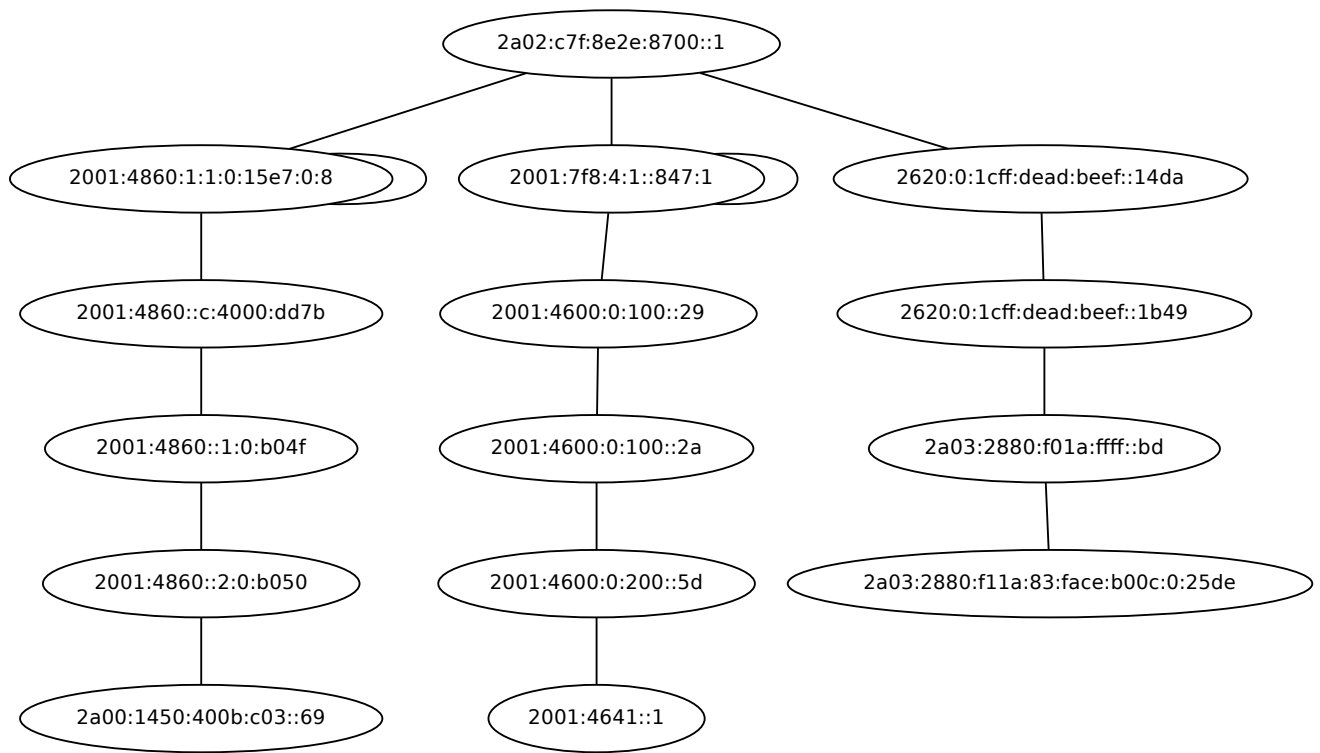 2a02:c7f:8e2e:8700::1
2001:4860:1:1:0:15e7:0:8
2001:7f8:4:1::847:1
2620:0:1cff:dead:beef::14da
2001:4860::c:4000:dd7b
2001:4600:0:100::29
2620:0:1cff:dead:beef::1b49
2001:4860::1:0:b04f
2001:4600:0:100::2a
2a03:2880:f01a:ffff::bd
2001:4860::2:0:b050
2001:4600:0:200::5d
2a03:2880:f11a:83:face:b00c:0:25de
2a00:1450:400b:c03::69
2001:4641::1